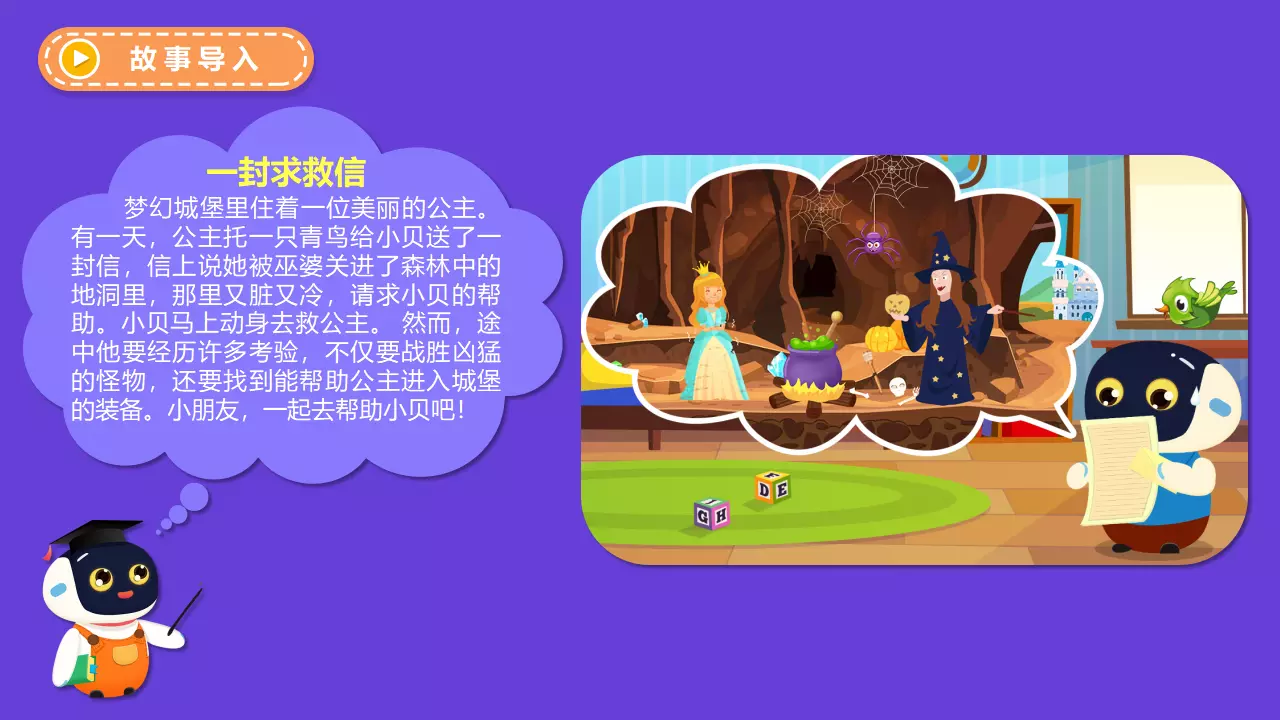 故事导入
一封求救信
梦幻城堡里住着一位美丽的公主。
有一天，公主托一只青鸟给小贝送了一
封信，信上说她被巫婆关进了森林中的
地洞里，那里又脏又冷，请求小贝的帮
助。小贝马上动身去救公主。 然而，途
中他要经历许多考验，不仅要战胜凶猛
的怪物，还要找到能帮助公主进入城堡
的装备。小朋友，一起去帮助小贝吧！
F
D E
G H